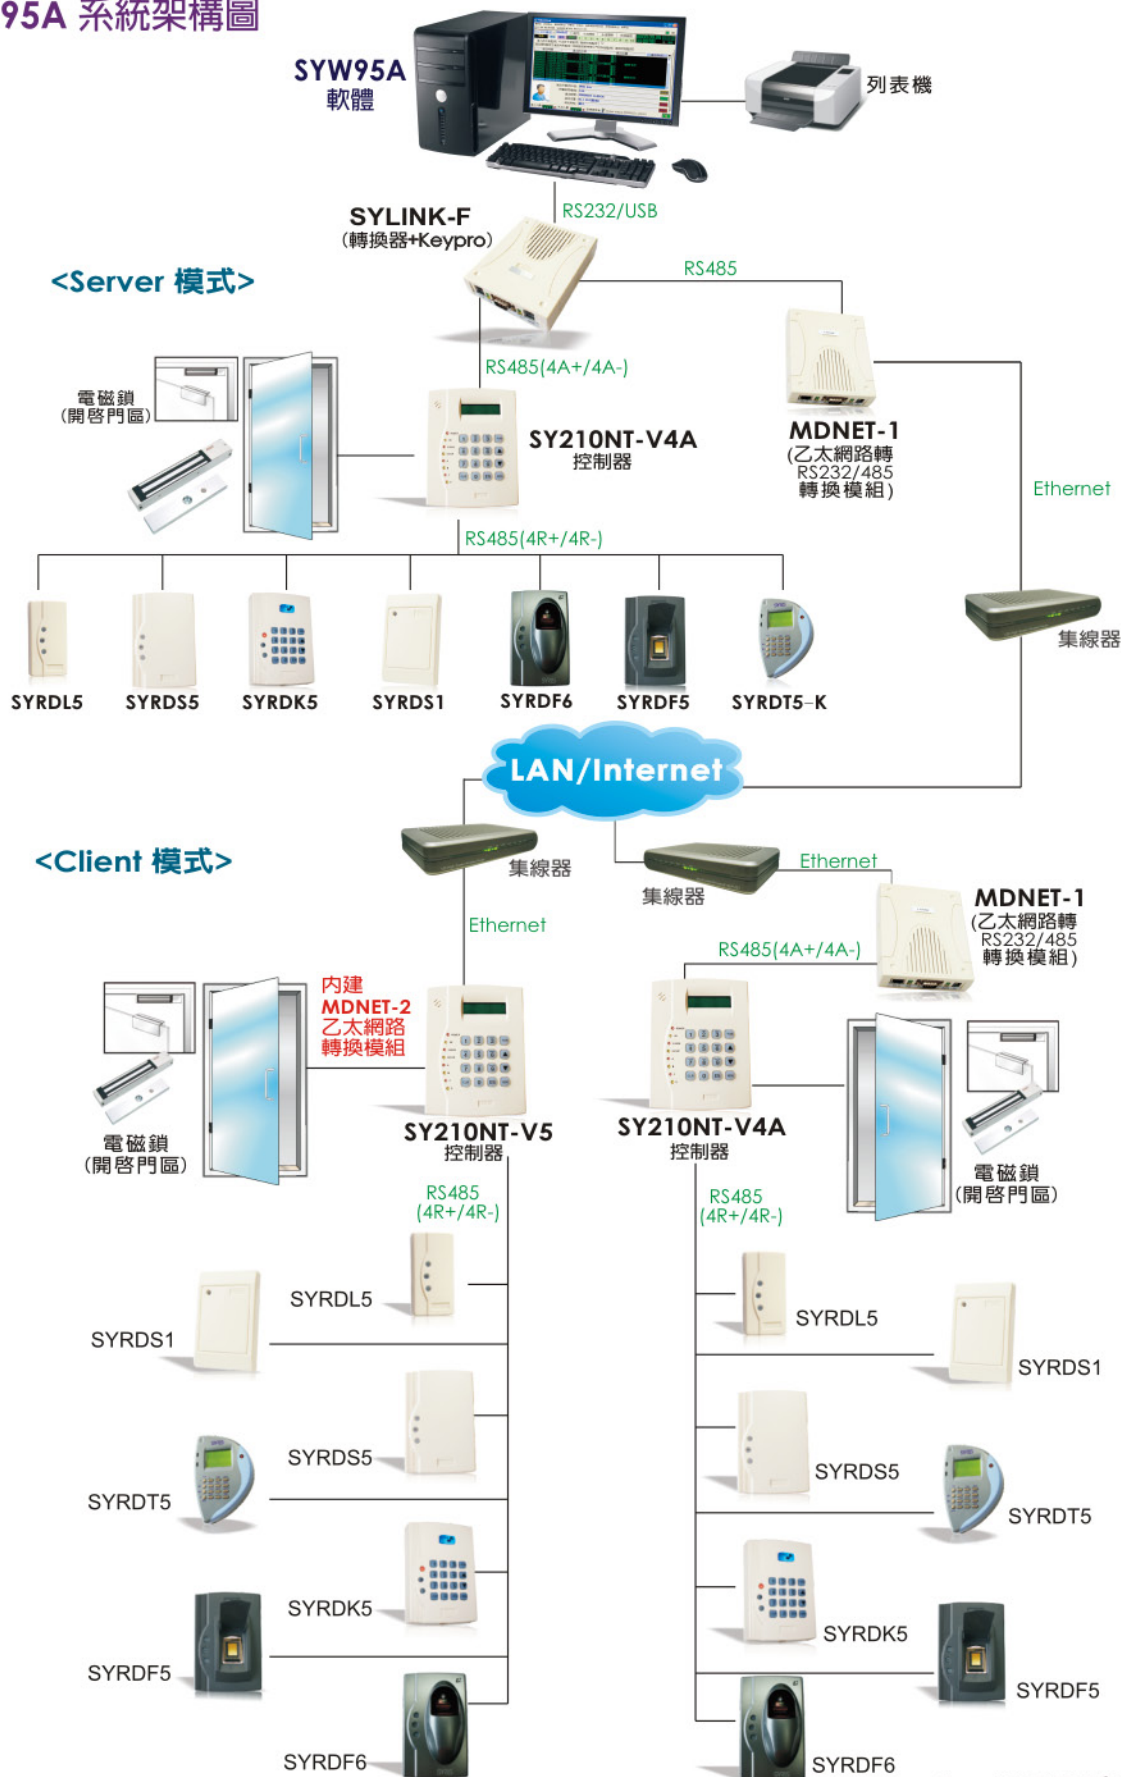 95A 系統架構圖
SYW95A
軟體
列表機
RS232/USB
SYLINK-F
(轉換器+Keypro)
<Server 模式>
RS485
RS485(4A+/4A-)
電磁鎖
(開啓門區)
SY210NT-V4A
控制器
MDNET-1
(乙太網路轉
RS232/485
轉換模組)
Ethernet
RS485(4R+/4R-)
集線器
SYRDL5
SYRDS5
SYRDK5
SYRDS1
SYRDF6
SYRDF5
SYRDT5-K
LAN/Internet
<Client 模式>
集線器
集線器
Ethernet
Ethernet
MDNET-1
(乙太網路轉
RS232/485
轉換模組)
RS485(4A+/4A-)
內建
MDNET-2
乙太網路
轉換模組
電磁鎖
(開啓門區)
SY210NT-V5
控制器
SY210NT-V4A
控制器
電磁鎖
(開啓門區)
RS485
(4R+/4R-)
RS485
(4R+/4R-)
SYRDL5
SYRDS1
SYRDS5
SYRDT5
SYRDK5
SYRDF5
SYRDF6
SYRDL5
SYRDS1
SYRDS5
SYRDT5
SYRDK5
SYRDF5
SYRDF6